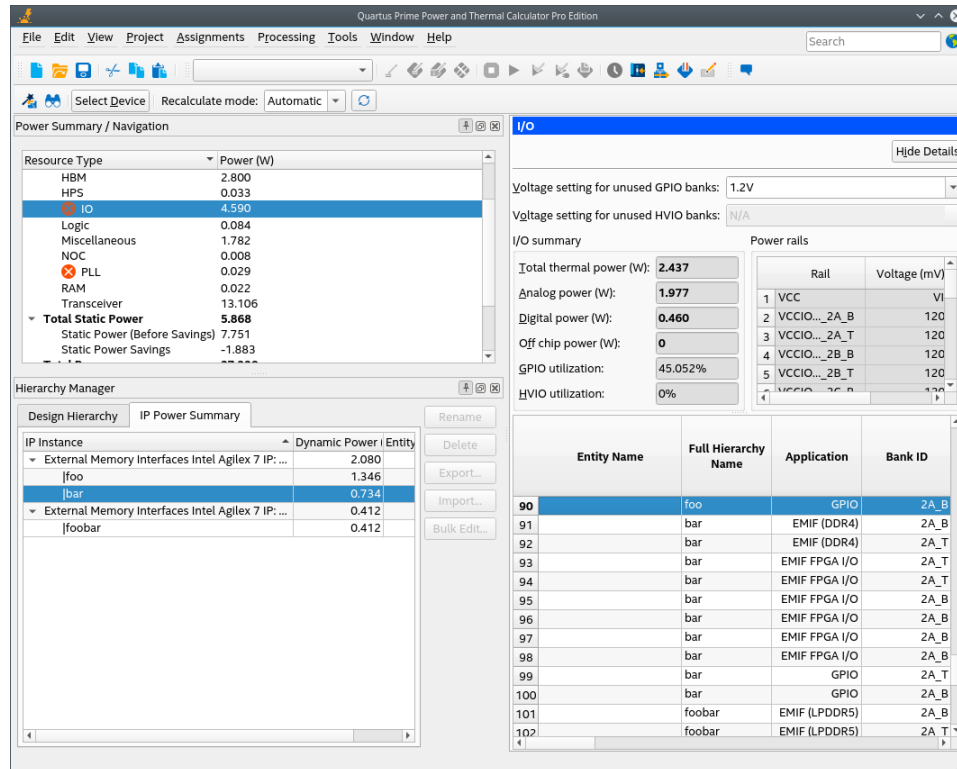 Quartus Prime Power and Thermal Calculator Pro Edition
File Edit View Project Assignments Processing Tools Window Help
Search
Select Device Recalculate mode: Automatic
Power Summary / Navigation
Resource Type Power (W)
HBM 2.800
HPS 0.033
IO 4.590
Logic 0.084
Miscellaneous 1.782
NOC 0.008
PLL 0.029
RAM 0.022
Transceiver 13.106
Total Static Power 5.868
Static Power (Before Savings) 7.751
Static Power Savings -1.883
Hierarchy Manager
Design Hierarchy IP Power Summary
IP Instance Dynamic Power ( Entity
External Memory Interfaces Intel Agilex 7 IP: ... 2.080
|foo 1.346
|bar 0.734
External Memory Interfaces Intel Agilex 7 IP: ... 0.412
|foobar 0.412
Rename
Delete
Export...
Import...
Bulk Edit...
I/O
Hide Details
Voltage setting for unused GPIO banks: 1.2V
Voltage setting for unused HVIO banks: N/A
I/O summary
Total thermal power (W): 2.437
Analog power (W): 1.977
Digital power (W): 0.460
Off chip power (W): 0
GPIO utilization: 45.052%
HVIO utilization: 0%
Power rails
Rail Voltage (mV)
1 VCC VI
2 VCCIO..._2A_B 120
3 VCCIO..._2A_T 120
4 VCCIO..._2B_B 120
5 VCCIO..._2B_T 120
Entity Name Full Hierarchy Name Application Bank ID
90 foo GPIO 2A_B
91 bar EMIF (DDR4) 2A_B
92 bar EMIF (DDR4) 2A_T
93 bar EMIF FPGA I/O 2A_T
94 bar EMIF FPGA I/O 2A_T
95 bar EMIF FPGA I/O 2A_B
96 bar EMIF FPGA I/O 2A_B
97 bar EMIF FPGA I/O 2A_B
98 bar EMIF FPGA I/O 2A_B
99 bar GPIO 2A_T
100 bar GPIO 2A_B
101 foobar EMIF (LPDDR5) 2A_B
102 foobar EMIF (LPDDR5) 2A_T